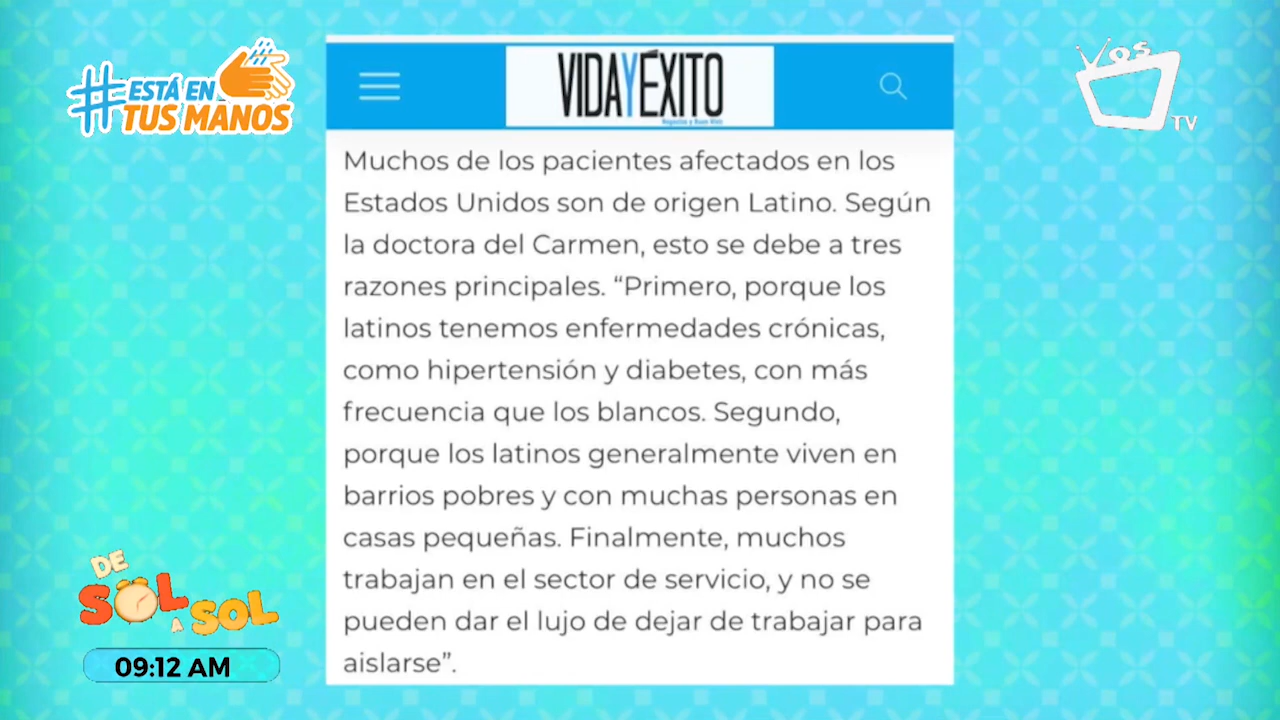 #ESTÁ EN
TUS MANOS
VIDAYÉXITO
Negocios y Buen Vivir
Vos
TV
Muchos de los pacientes afectados en los
Estados Unidos son de origen Latino. Según
la doctora del Carmen, esto se debe a tres
razones principales. “Primero, porque los
latinos tenemos enfermedades crónicas,
como hipertensión y diabetes, con más
frecuencia que los blancos. Segundo,
porque los latinos generalmente viven en
barrios pobres y con muchas personas en
casas pequeñas. Finalmente, muchos
trabajan en el sector de servicio, y no se
pueden dar el lujo de dejar de trabajar para
aislarse”.
DE
SOL
A SOL
09:12 AM